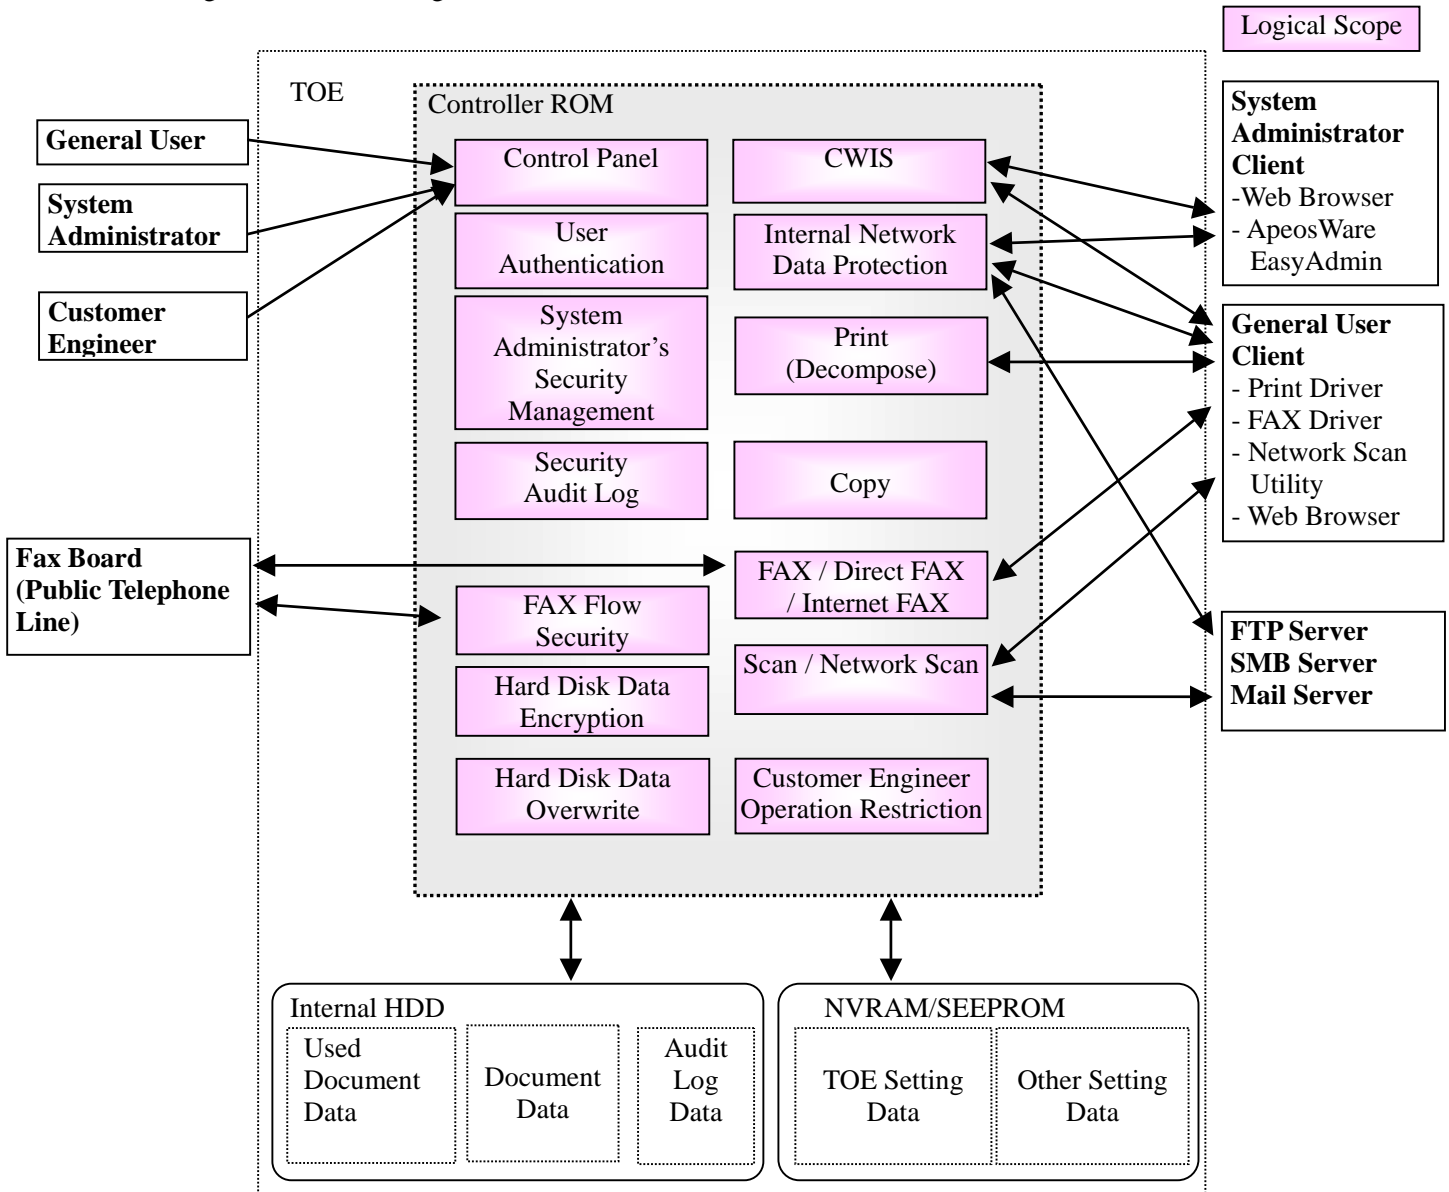 Logical Scope
TOE
Controller ROM
General User
System
Administrator
Customer
Engineer
Fax Board
(Public Telephone
Line)
Control Panel
User
Authentication
System
Administrator's
Security
Management
Security
Audit Log
FAX Flow
Security
Hard Disk Data
Encryption
Hard Disk Data
Overwrite
CWIS
Internal Network
Data Protection
Print
(Decompose)
Copy
FAX / Direct FAX
/ Internet FAX
Scan / Network Scan
Customer Engineer
Operation Restriction
System
Administrator
Client
-Web Browser
- ApeosWare
EasyAdmin
General User
Client
- Print Driver
- FAX Driver
- Network Scan
Utility
- Web Browser
FTP Server
SMB Server
Mail Server
Internal HDD
Used
Document
Data
Document
Data
Audit
Log
Data
NVRAM/SEEPROM
TOE Setting
Data
Other Setting
Data